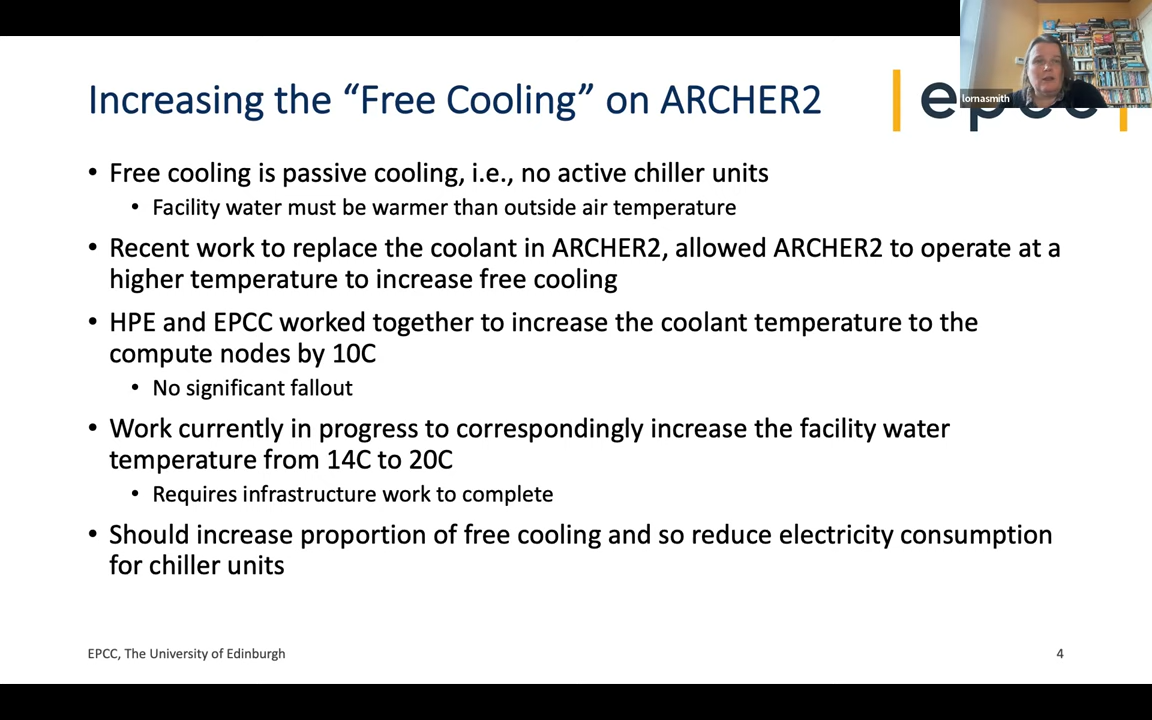 Increasing the “Free Cooling” on ARCHER2
lornasmith
• Free cooling is passive cooling, i.e., no active chiller units
• Facility water must be warmer than outside air temperature
• Recent work to replace the coolant in ARCHER2, allowed ARCHER2 to operate at a
higher temperature to increase free cooling
• HPE and EPCC worked together to increase the coolant temperature to the
compute nodes by 10C
• No significant fallout
• Work currently in progress to correspondingly increase the facility water
temperature from 14C to 20C
• Requires infrastructure work to complete
• Should increase proportion of free cooling and so reduce electricity consumption
for chiller units
EPCC, The University of Edinburgh
4